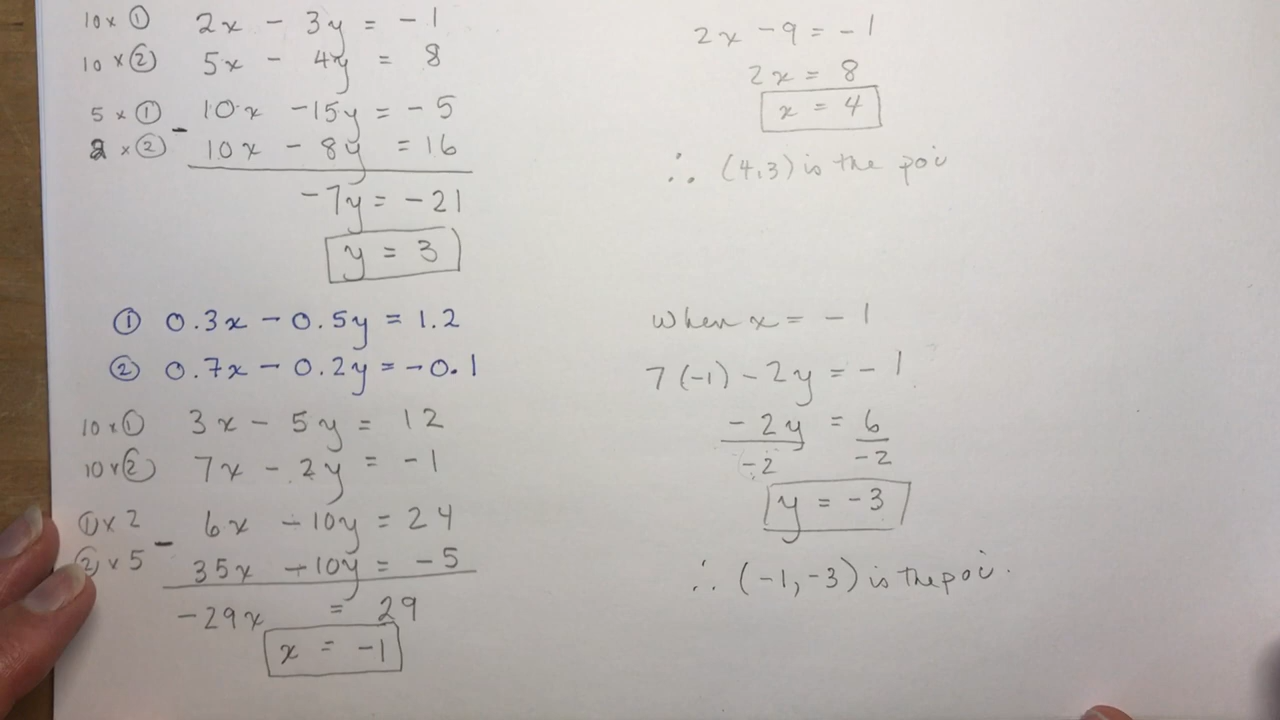 10 x ① 2x - 3y = -1
10 x ② 5x - 4y = 8
5 x ① 10x - 15y = -5
2 x ② - 10x - 8y = 16
-7y = -21
y = 3
2x - 9 = -1
2x = 8
x = 4
∴ (4,3) is the poi
① 0.3x - 0.5y = 1.2
② 0.7x - 0.2y = -0.1
10 x ① 3x - 5y = 12
10 x ② 7x - 2y = -1
① x 2 6x - 10y = 24
② x 5 - 35x - 10y = -5
-29x = 29
x = -1
when x = -1
7(-1) - 2y = -1
-2y = 6
-2 -2
y = -3
∴ (-1, -3) is the poi.